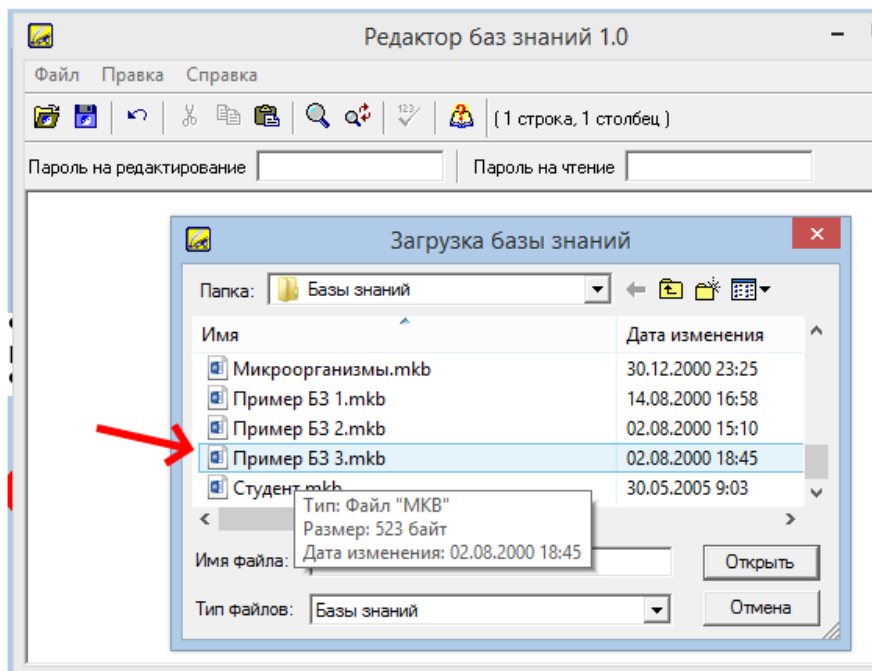 Редактор баз знаний 1.0
Файл Правка Справка
123
( 1 строка, 1 столбец )
Пароль на редактирование Пароль на чтение
Загрузка базы знаний
Папка: Базы знаний
Имя Дата изменения
Микроорганизмы.mkb 30.12.2000 23:25
Пример БЗ 1.mkb 14.08.2000 16:58
Пример БЗ 2.mkb 02.08.2000 15:10
Пример БЗ 3.mkb 02.08.2000 18:45
Студент.mkb 30.05.2005 9:03
Тип: Файл "МКВ"
Размер: 523 байт
Дата изменения: 02.08.2000 18:45
Имя файла: Открыть
Тип файлов: Базы знаний Отмена